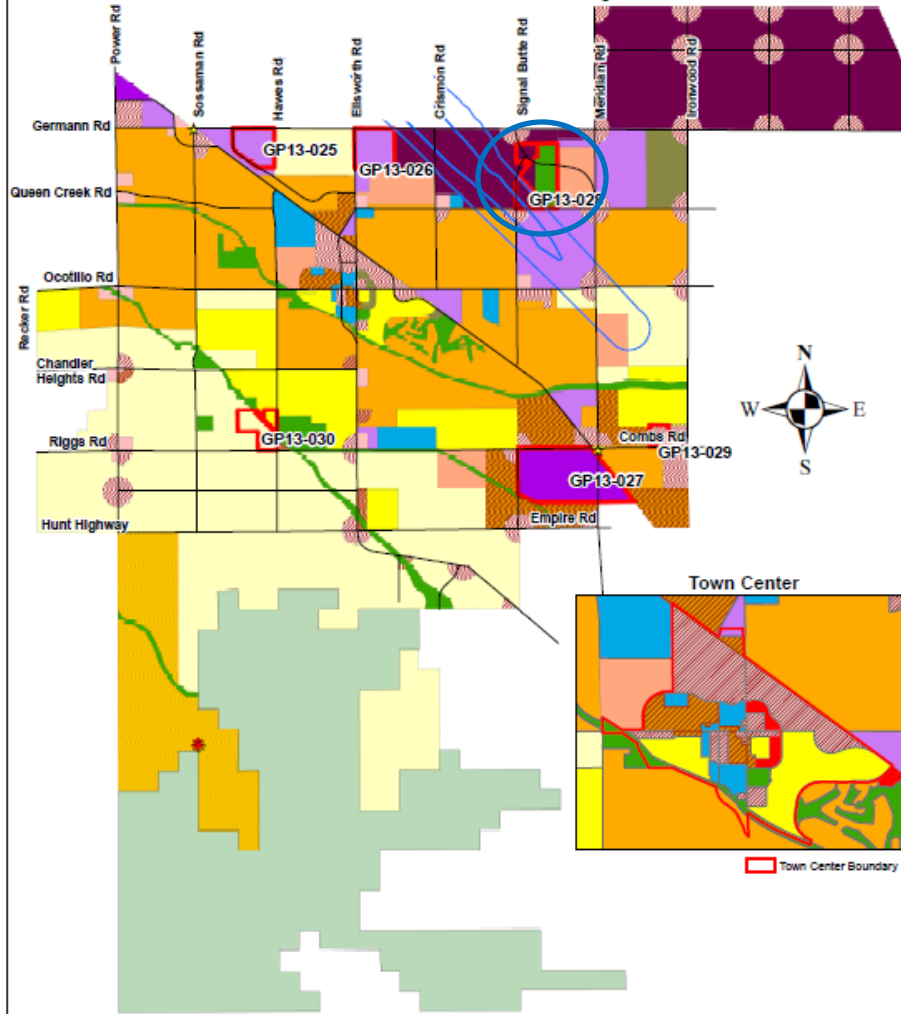 Power Rd
Sossaman Rd
Hawes Rd
Ellsworth Rd
Crismon Rd
Signal Butte Rd
Meridian Rd
Ironwood Rd
Germann Rd
GP13-025
GP13-026
Queen Creek Rd
GP13-028
Ocotillo Rd
Recker Rd
Chandler
Heights Rd
N
W
E
S
Riggs Rd
GP13-030
Combs Rd
GP13-029
GP13-027
Hunt Highway
Empire Rd
Town Center
Town Center Boundary